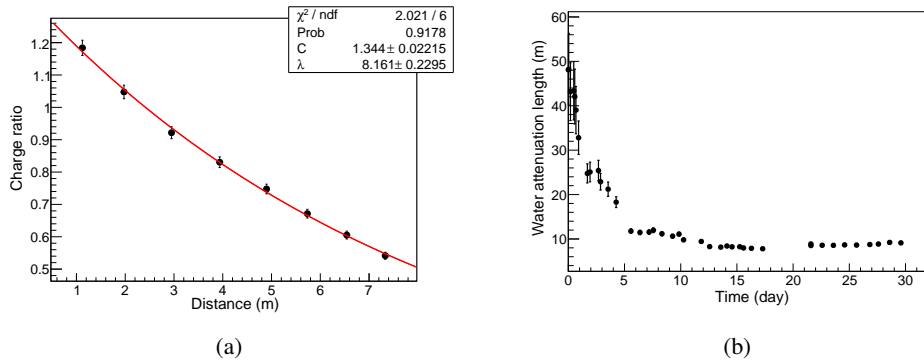 χ² / ndf 2.021 / 6
Prob 0.9178
C 1.344± 0.02215
λ 8.161± 0.2295
Charge ratio
1.2
1.1
1
0.9
0.8
0.7
0.6
0.5
1 2 3 4 5 6 7
Distance (m)
(a)
Water attenuation length (m)
60
50
40
30
20
10
0 5 10 15 20 25 30
Time (day)
(b)